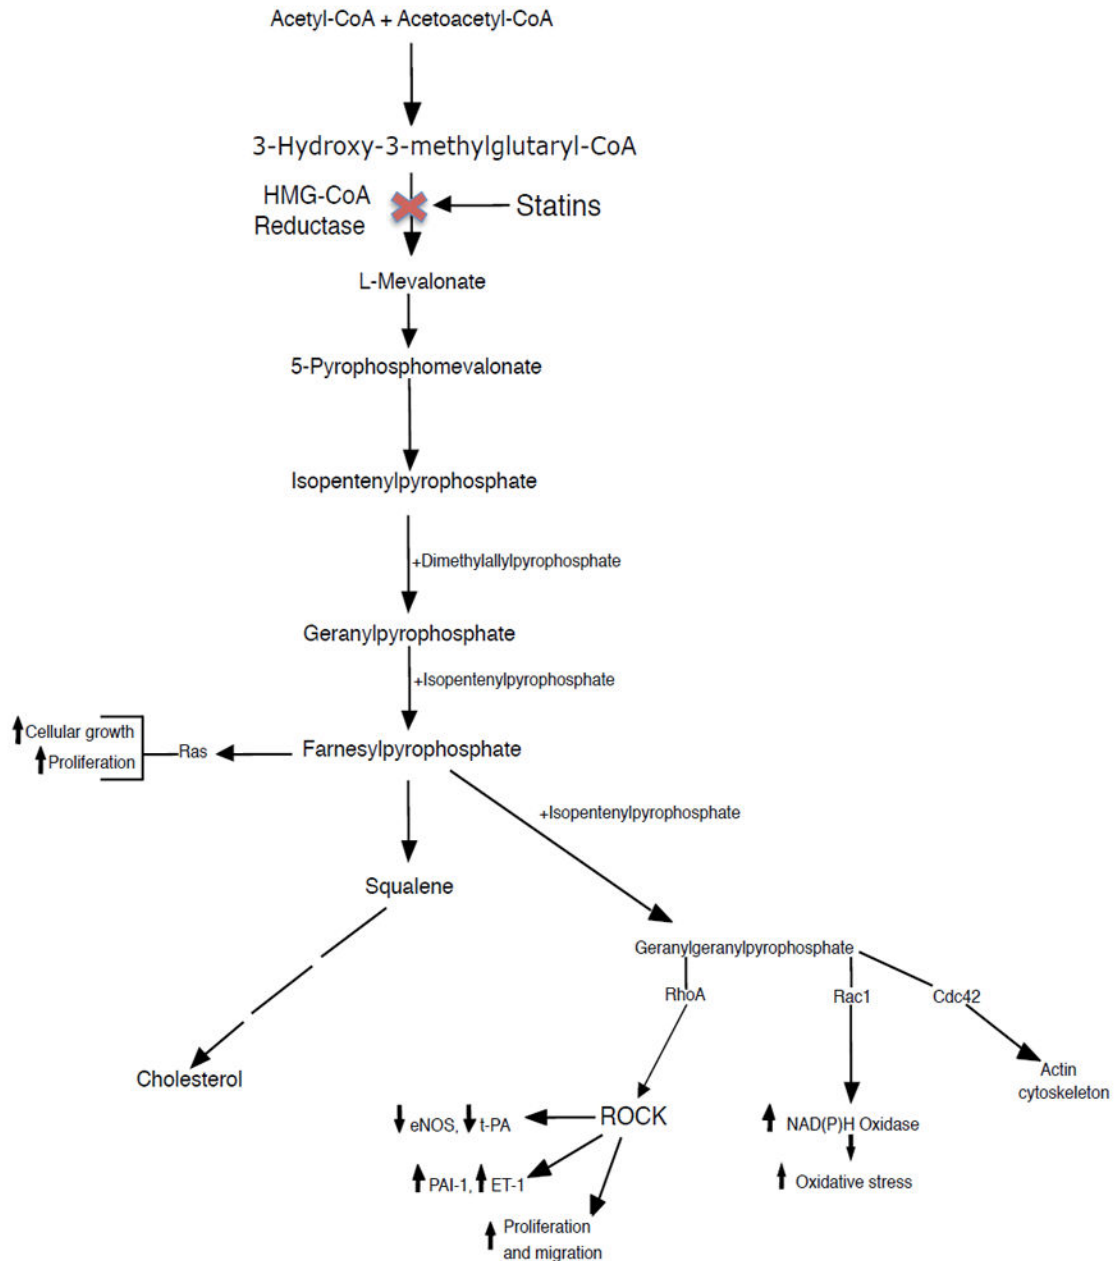 Acetyl-CoA + Acetoacetyl-CoA
3-Hydroxy-3-methylglutaryl-CoA
HMG-CoA
Reductase
Statins
L-Mevalonate
5-Pyrophosphomevalonate
Isopentenylpyrophosphate
+Dimethylallylpyrophosphate
Geranylpyrophosphate
+Isopentenylpyrophosphate
Cellular growth
Proliferation
Ras
Farnesylpyrophosphate
+Isopentenylpyrophosphate
Squalene
Geranylgeranylpyrophosphate
RhoA
Rac1
Cdc42
Cholesterol
Actin
cytoskeleton
ROCK
eNOS, t-PA
NAD(P)H Oxidase
PAI-1, ET-1
Oxidative stress
Proliferation
and migration